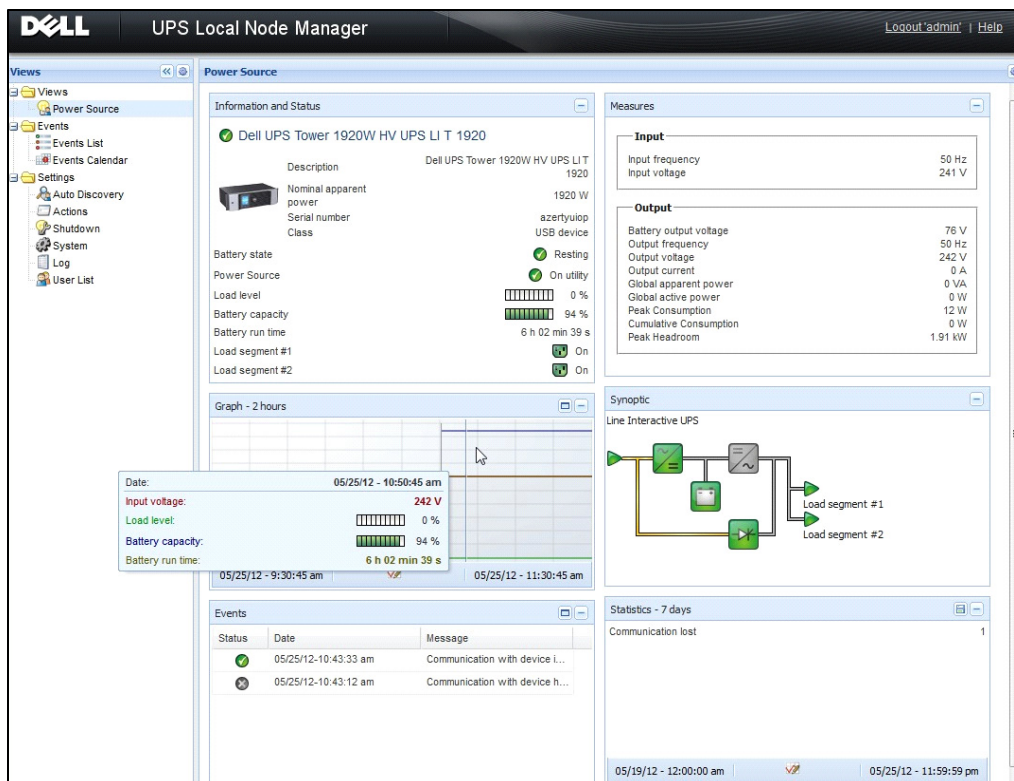 DELL
UPS Local Node Manager
Logout 'admin' | Help
Views
Views
Power Source
Events
Events List
Events Calendar
Settings
Auto Discovery
Actions
Shutdown
System
Log
User List
Power Source
Information and Status
Dell UPS Tower 1920W HV UPS LI T 1920
Description Dell UPS Tower 1920W HV UPS LI T
1920
Nominal apparent
power 1920 W
Serial number azertyuiop
Class USB device
Battery state Resting
Power Source On utility
Load level 0 %
Battery capacity 94 %
Battery run time 6 h 02 min 39 s
Load segment #1 On
Load segment #2 On
Measures
Input
Input frequency 50 Hz
Input voltage 241 V
Output
Battery output voltage 76 V
Output frequency 50 Hz
Output voltage 242 V
Output current 0 A
Global apparent power 0 VA
Global active power 0 W
Peak Consumption 12 W
Cumulative Consumption 0 W
Peak Headroom 1.91 kW
Graph - 2 hours
Date: 05/25/12 - 10:50:45 am
Input voltage: 242 V
Load level: 0 %
Battery capacity: 94 %
Battery run time: 6 h 02 min 39 s
05/25/12 - 9:30:45 am 05/25/12 - 11:30:45 am
Synoptic
Line Interactive UPS
Load segment #1
Load segment #2
Events
Status Date Message
05/25/12-10:43:33 am Communication with device i...
05/25/12-10:43:12 am Communication with device h...
Statistics - 7 days
Communication lost 1
05/19/12 - 12:00:00 am 05/25/12 - 11:59:59 pm